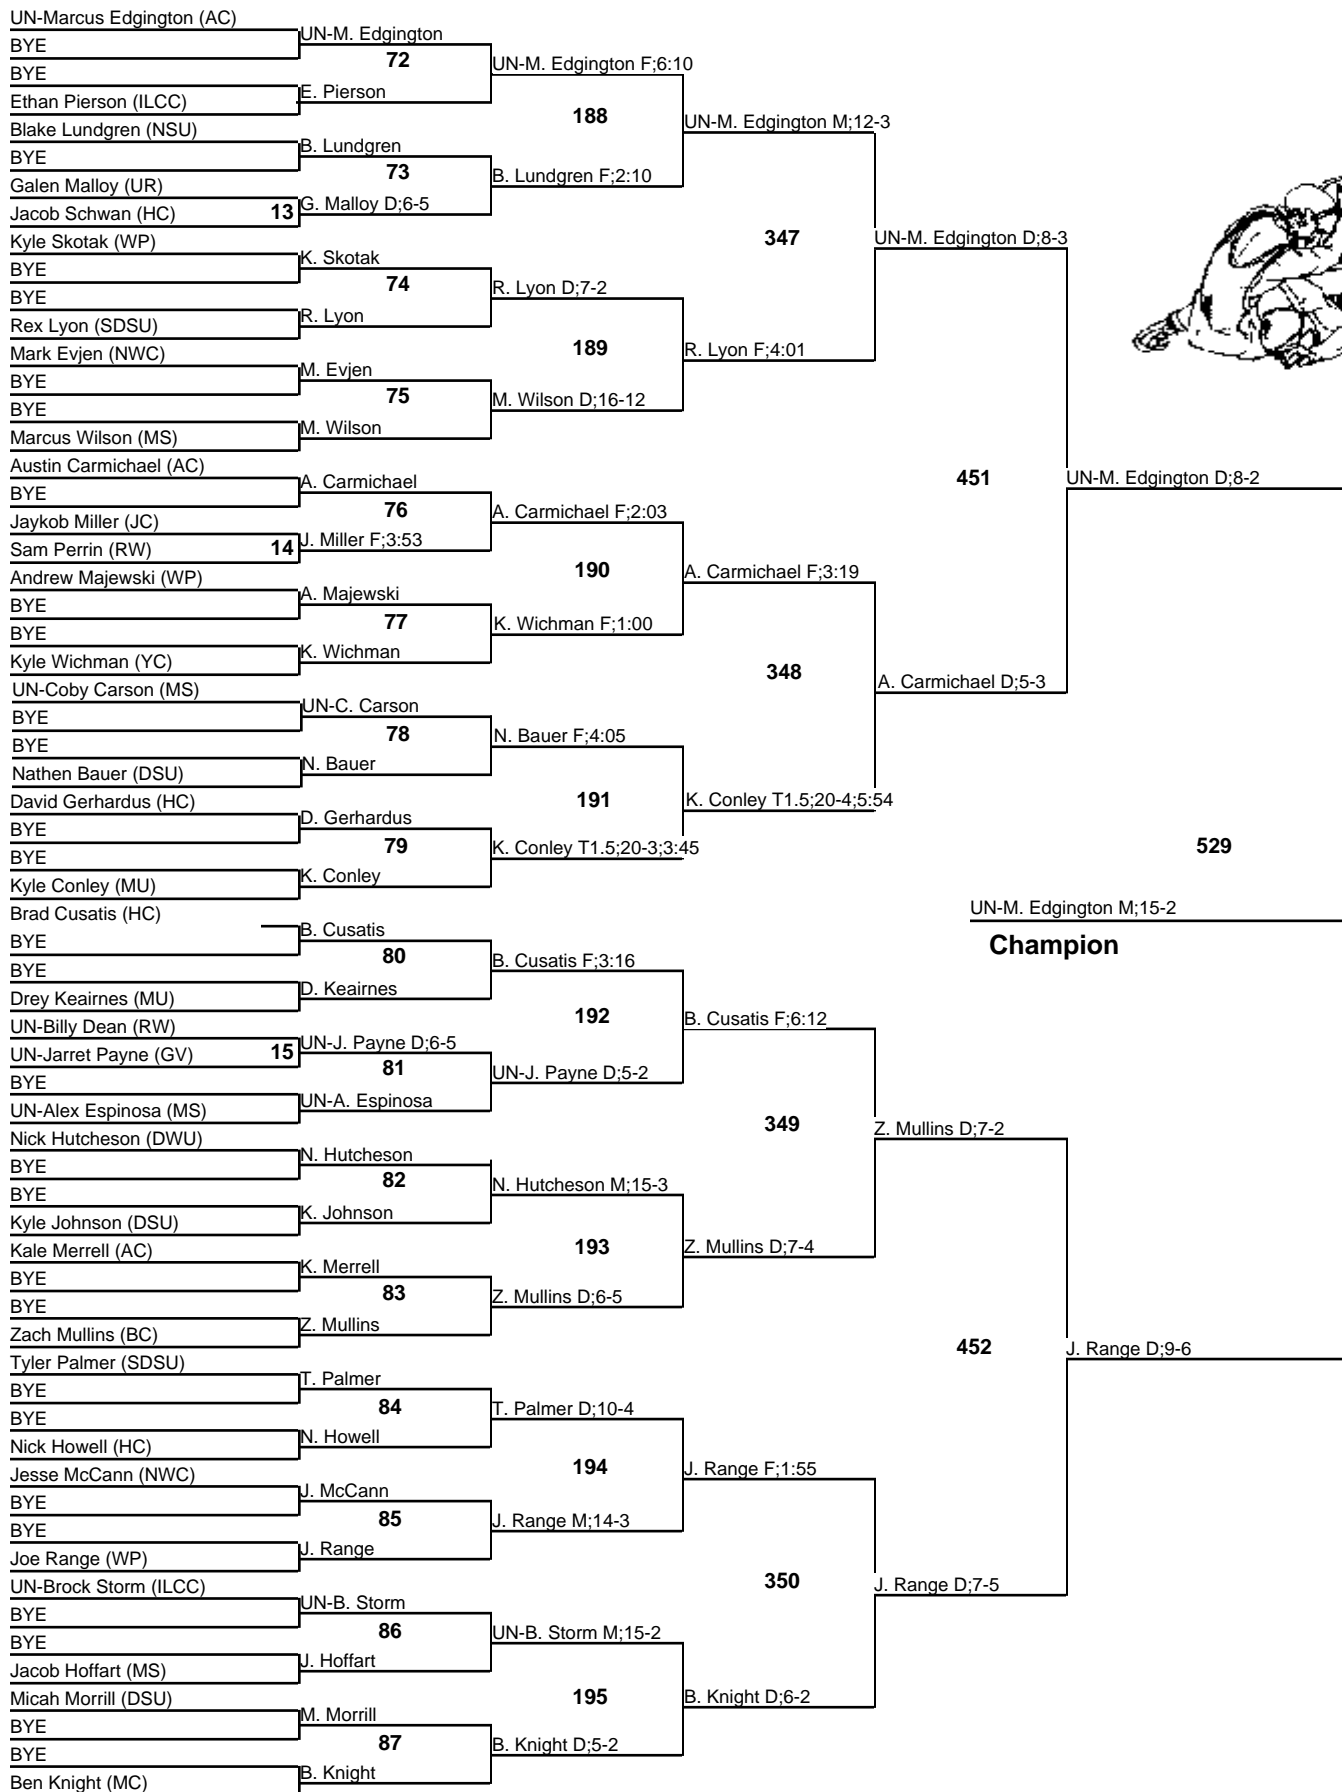 UN-Marcus Edgington (AC)
BYE
BYE
Ethan Pierson (ILCC)
Blake Lundgren (NSU)
BYE
Galen Malloy (UR)
Jacob Schwan (HC)
Kyle Skotak (WP)
BYE
BYE
Rex Lyon (SDSU)
Mark Evjen (NWC)
BYE
BYE
Marcus Wilson (MS)
Austin Carmichael (AC)
BYE
Jaykob Miller (JC)
Sam Perrin (RW)
Andrew Majewski (WP)
BYE
BYE
Kyle Wichman (YC)
UN-Coby Carson (MS)
BYE
BYE
Nathen Bauer (DSU)
David Gerhardus (HC)
BYE
BYE
Kyle Conley (MU)
Brad Cusatis (HC)
BYE
BYE
Drey Keairnes (MU)
UN-Billy Dean (RW)
UN-Jarret Payne (GV)
BYE
UN-Alex Espinosa (MS)
Nick Hutcheson (DWU)
BYE
BYE
Kyle Johnson (DSU)
Kale Merrell (AC)
BYE
BYE
Zach Mullins (BC)
Tyler Palmer (SDSU)
BYE
BYE
Nick Howell (HC)
Jesse McCann (NWC)
BYE
BYE
Joe Range (WP)
UN-Brock Storm (ILCC)
BYE
BYE
Jacob Hoffart (MS)
Micah Morrill (DSU)
BYE
BYE
Ben Knight (MC)
13
14
15
UN-M. Edgington
72
E. Pierson
B. Lundgren
73
G. Malloy D;6-5
K. Skotak
74
R. Lyon
M. Evjen
75
M. Wilson
A. Carmichael
76
J. Miller F;3:53
A. Majewski
77
K. Wichman
UN-C. Carson
78
N. Bauer
D. Gerhardus
79
K. Conley
B. Cusatis
80
D. Keairnes
UN-J. Payne D;6-5
81
UN-A. Espinosa
N. Hutcheson
82
K. Johnson
K. Merrell
83
Z. Mullins
T. Palmer
84
N. Howell
J. McCann
85
J. Range
UN-B. Storm
86
J. Hoffart
M. Morrill
87
B. Knight
UN-M. Edgington F;6:10
188
B. Lundgren F;2:10
R. Lyon D;7-2
189
M. Wilson D;16-12
A. Carmichael F;2:03
190
K. Wichman F;1:00
N. Bauer F;4:05
191
K. Conley T1.5;20-3;3:45
B. Cusatis F;3:16
192
UN-J. Payne D;5-2
N. Hutcheson M;15-3
193
Z. Mullins D;6-5
T. Palmer D;10-4
194
J. Range M;14-3
UN-B. Storm M;15-2
195
B. Knight D;5-2
UN-M. Edgington M;12-3
347
R. Lyon F;4:01
A. Carmichael F;3:19
348
K. Conley T1.5;20-4;5:54
B. Cusatis F;6:12
349
Z. Mullins D;7-4
J. Range F;1:55
350
B. Knight D;6-2
UN-M. Edgington D;8-3
451
A. Carmichael D;5-3
Z. Mullins D;7-2
452
J. Range D;7-5
UN-M. Edgington D;8-2
529
J. Range D;9-6
UN-M. Edgington M;15-2
Champion